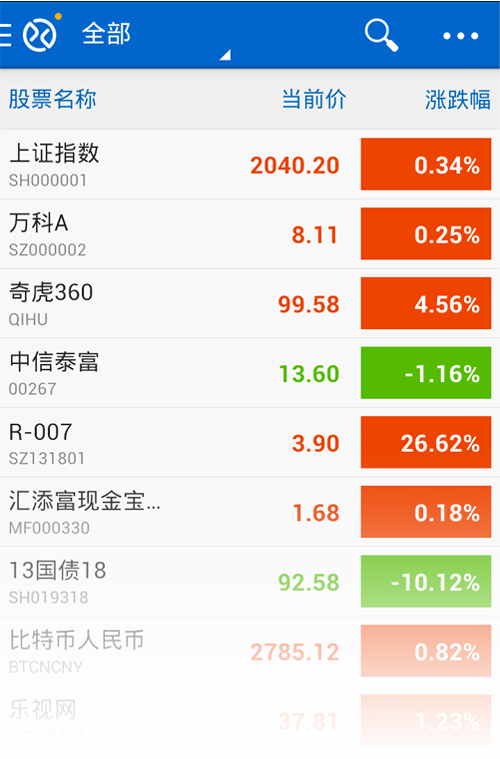 全部
股票名称 当前价 涨跌幅
上证指数 2040.20 0.34%
SH000001
万科A 8.11 0.25%
SZ000002
奇虎360 99.58 4.56%
QIHU
中信泰富 13.60 -1.16%
00267
R-007 3.90 26.62%
SZ131801
汇添富现金宝... 1.68 0.18%
MF000330
13国债18 92.58 -10.12%
SH019318
比特币人民币 2785.12 0.82%
BTCNCNY
乐视网 37.81 1.23%
SZ300104